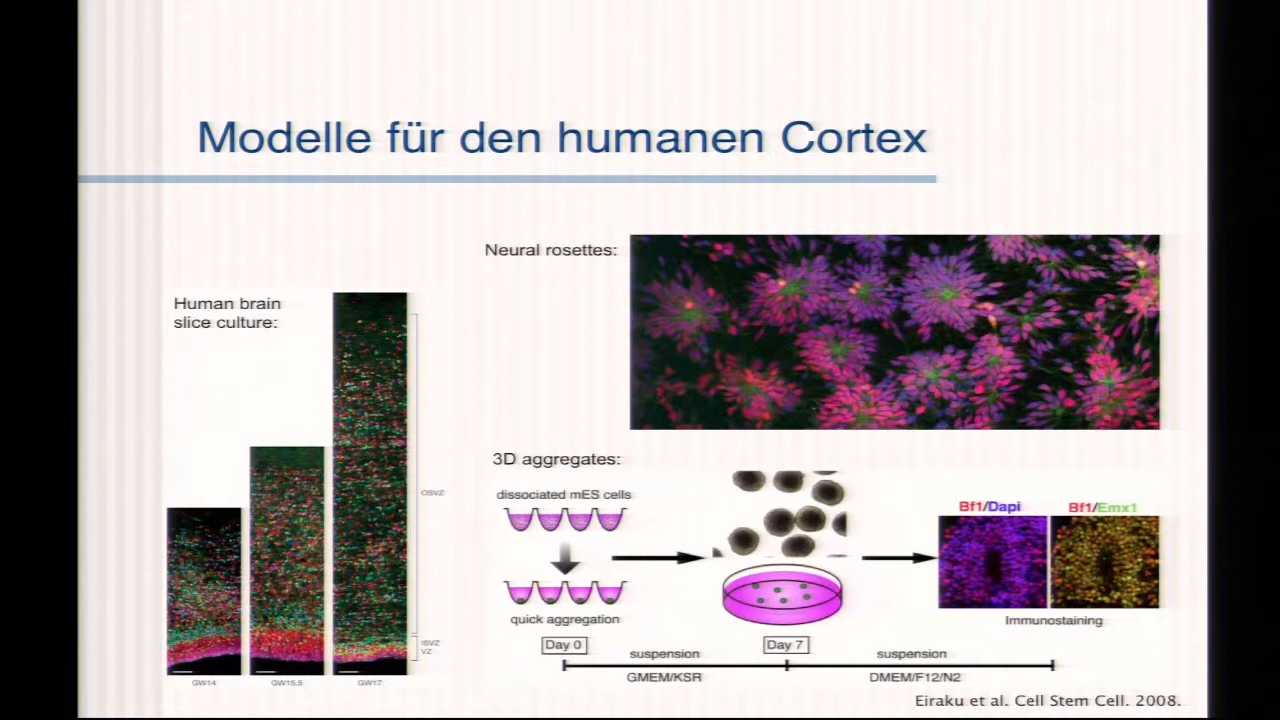 Modelle für den humanen Cortex
Neural rosettes:
Human brain
slice culture:
OSVZ
ISVZ
VZ
GW14
GW15.5
GW17
3D aggregates:
dissociated mES cells
quick aggregation
Bf1/Dapi
Bf1/Emx1
Immunostaining
Day 0
Day 7
suspension
suspension
GMEM/KSR
DMEM/F12/N2
Eiraku et al. Cell Stem Cell. 2008.